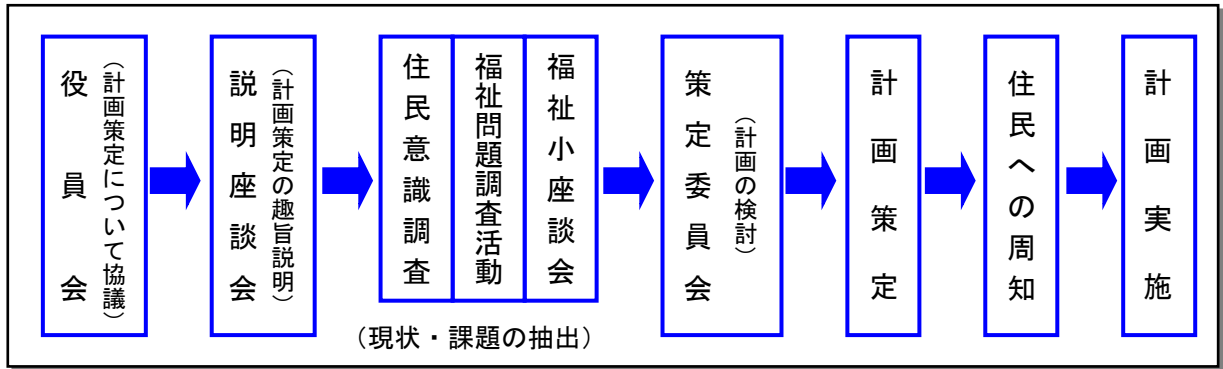 役員会
(計画策定について協議)
説明座談会
(計画策定の趣旨説明)
住民意識調査
福祉問題調査活動
福祉小座談会
(現状・課題の抽出)
策定委員会
(計画の検討)
計画策定
住民への周知
計画実施